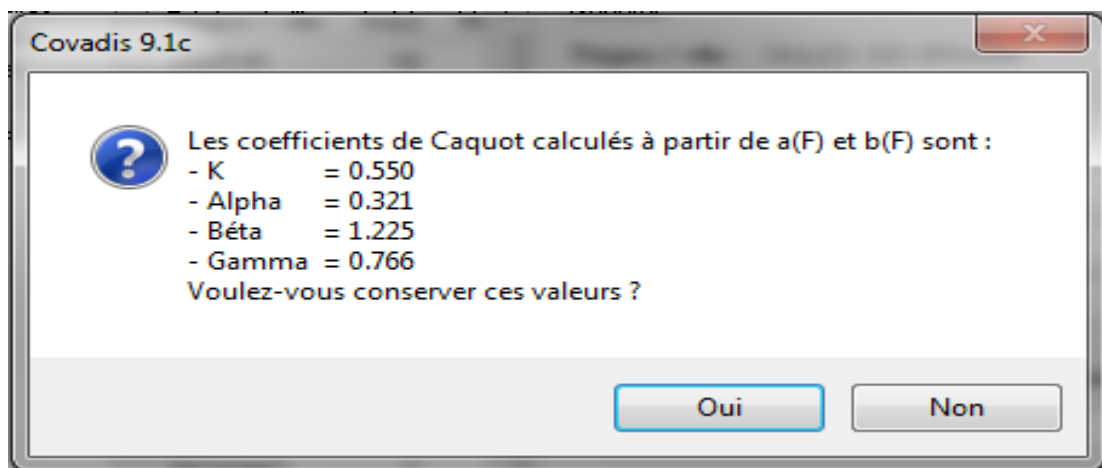 Covadis 9.1c
Les coefficients de Caquot calculés à partir de a(F) et b(F) sont :
- K = 0.550
- Alpha = 0.321
- Béta = 1.225
- Gamma = 0.766
Voulez-vous conserver ces valeurs ?
Oui Non